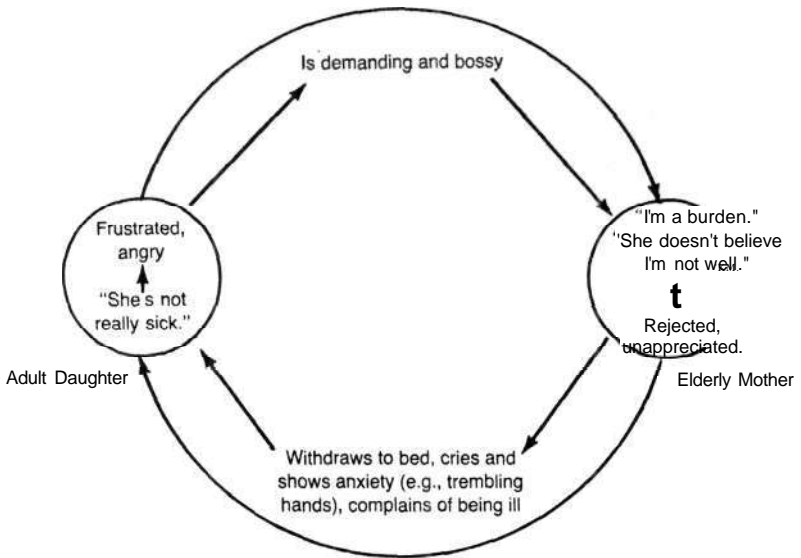 Is demanding and bossy
Frustrated,
angry
"She's not
really sick."
Adult Daughter
"I'm a burden."
"She doesn't believe
I'm not well."
t
Rejected,
unappreciated.
Elderly Mother
Withdraws to bed, cries and
shows anxiety (e.g., trembling
hands), complains of being ill